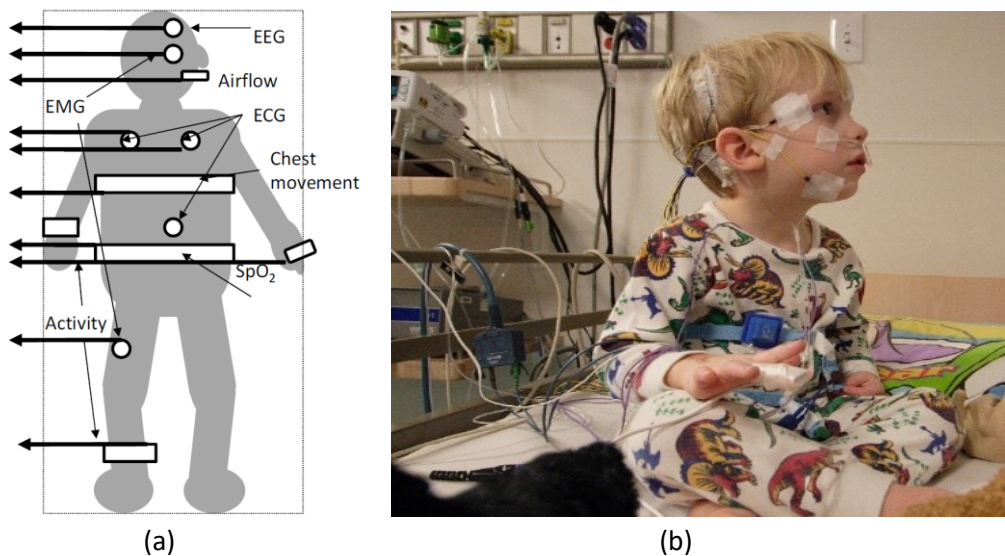 EEG
Airflow
EMG
ECG
Chest
movement
SpO₂
Activity
(a)
(b)